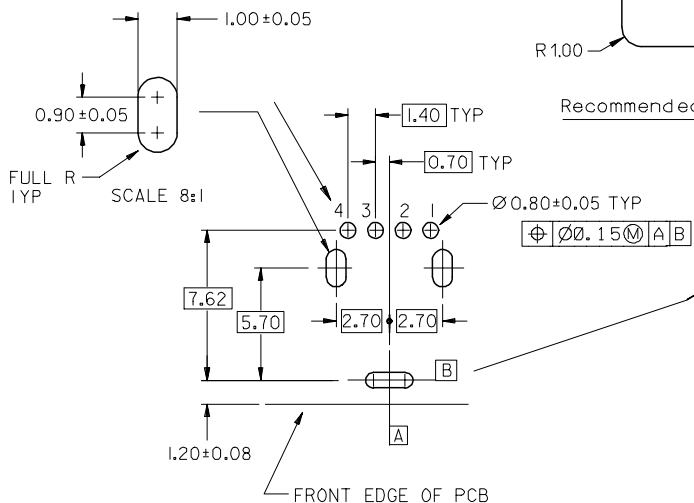 1.00±0.05
R 1.00
0.90±0.05
1.40 TYP
Recommended
0.70 TYP
FULL R
TYP
SCALE 8:1
4 3 2 1
Ø 0.80±0.05 TYP
⌖ Ø0.15Ⓜ A B
7.62
5.70
2.70 2.70
B
1.20±0.08
A
FRONT EDGE OF PCB